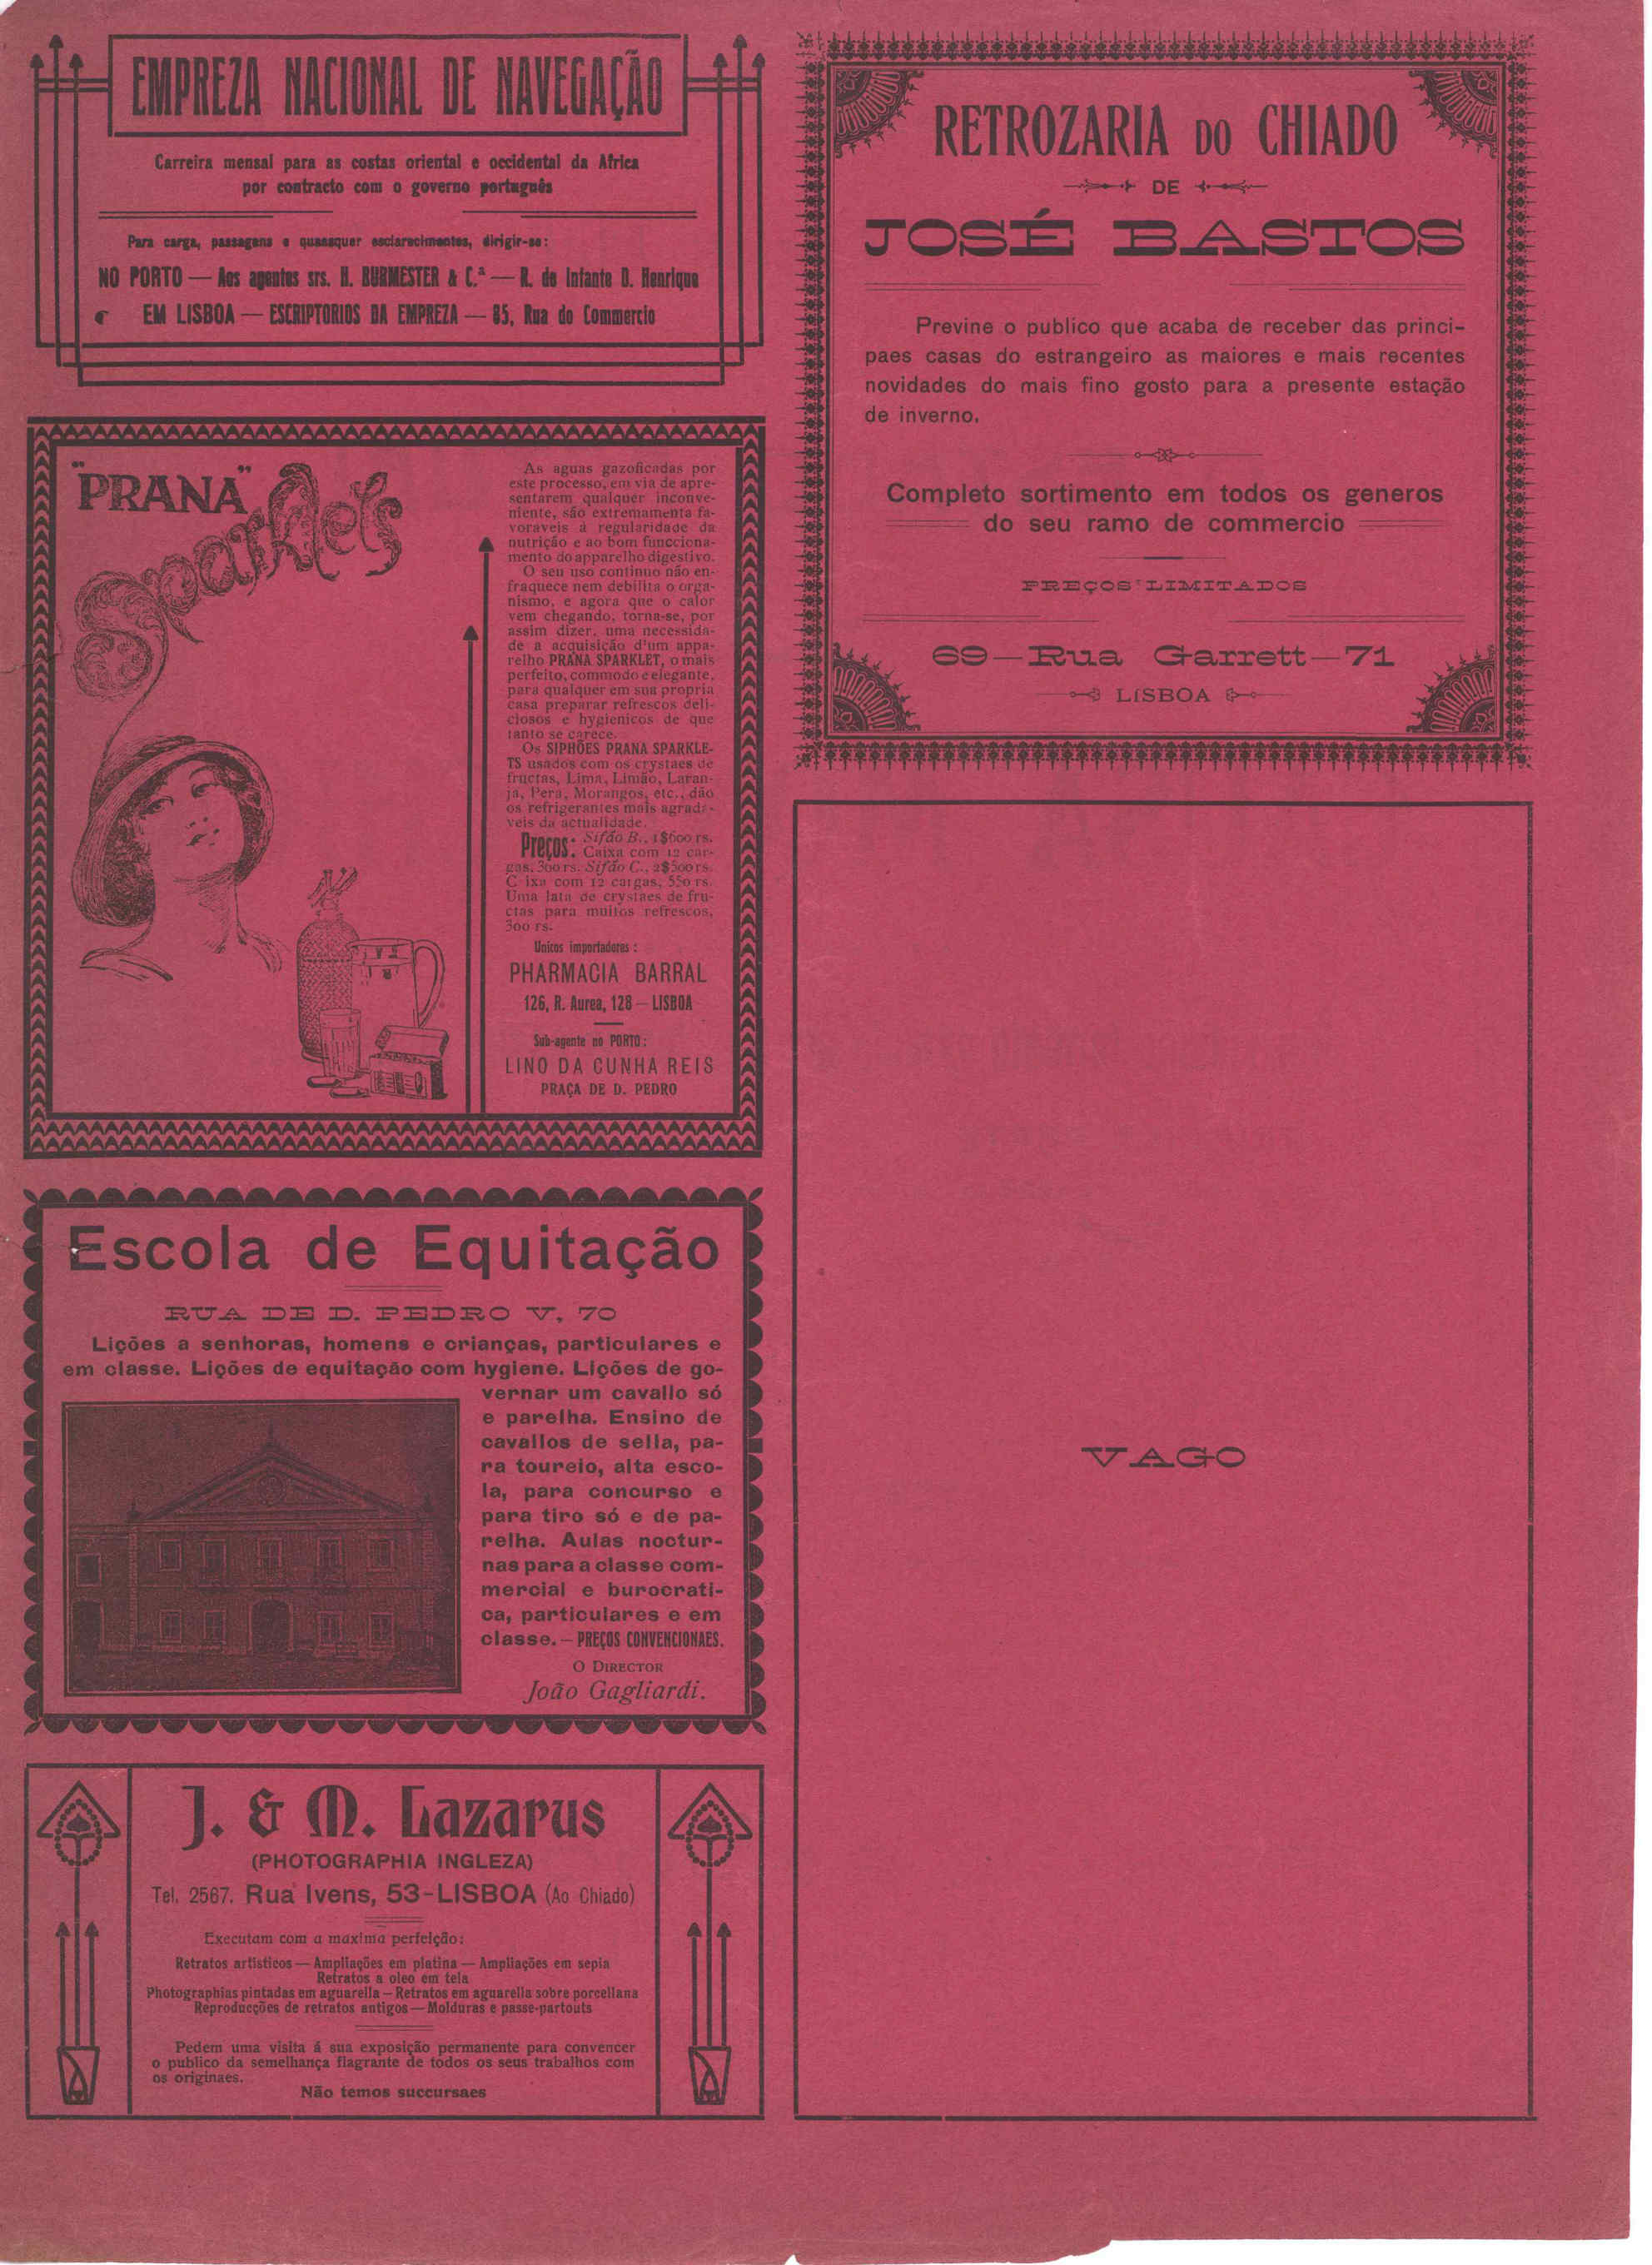 EMPREZA NACIONAL DE NAVEGAÇÃO
Carreira mensal para as costas oriental e occidental da Africa
por contracto com o governo português
Para carga, passagens e quaesquer esclarecimentos, dirigir-se:
NO PORTO — Aos agentes srs. H. BURMESTER & C.ª — R. do Infante D. Henrique
EM LISBOA — ESCRIPTORIOS DA EMPREZA — 85, Rua do Commercio
"PRANA" Sparklets
As aguas gazoficadas por
este processo, em via de apre-
sentarem qualquer inconve-
niente, são extremamente fa-
voraveis á regularidade da
nutrição e ao bom funcciona-
mento do apparelho digestivo.
O seu uso continuo não en-
fraquece nem debilita o orga-
nismo, e agora que o calor
vem chegando, torna-se, por
assim dizer, uma necessida-
de a acquisição d'um appa-
relho PRANA SPARKLET, o mais
perfeito, commodo e elegante,
para qualquer em sua propria
casa preparar refrescos deli-
ciosos e hygienicos de que
tanto se carece.
Os SIPHÕES PRANA SPARKLE-
TS usados com os crystaes de
fructas, Lima, Limão, Laran-
ja, Pera, Morangos, etc., dão
os refrigerantes mais agrada-
veis da actualidade.
Preços: Sifão B., 1$600 rs.
Caixa com 12 car-
gas, 360 rs. Sifão C., 2$500 rs.
C ixa com 12 cargas, 550 rs.
Uma lata de crystaes de fru-
ctas para muitos refrescos,
300 rs.
Unicos importadores:
PHARMACIA BARRAL
126, R. Aurea, 128 — LISBOA
Sub-agente no PORTO:
LINO DA CUNHA REIS
PRAÇA DE D. PEDRO
Escola de Equitação
RUA DE D. PEDRO V, 70
Lições a senhoras, homens e crianças, particulares e
em classe. Lições de equitação com hygiene. Lições de go-
vernar um cavallo só
e parelha. Ensino de
cavallos de sella, pa-
ra toureio, alta esco-
la, para concurso e
para tiro só e de pa-
relha. Aulas noctur-
nas para a classe com-
mercial e burocrati-
ca, particulares e em
classe. — PREÇOS CONVENCIONAES.
O DIRECTOR
João Gagliardi.
J. & M. Lazarus
(PHOTOGRAPHIA INGLEZA)
Tel. 2567. Rua Ivens, 53-LISBOA (Ao Chiado)
Executam com a maxima perfeição:
Retratos artisticos — Ampliações em platina — Ampliações em sepia
Retratos a oleo em tela
Photographias pintadas em aguarella — Retratos em aguarella sobre porcellana
Reproducções de retratos antigos — Molduras e passe-partouts
Pedem uma visita á sua exposição permanente para convencer
o publico da semelhança flagrante de todos os seus trabalhos com
os originaes.
Não temos succursaes
RETROZARIA DO CHIADO
DE
JOSÉ BASTOS
Previne o publico que acaba de receber das princi-
paes casas do estrangeiro as maiores e mais recentes
novidades do mais fino gosto para a presente estação
de inverno.
Completo sortimento em todos os generos
do seu ramo de commercio
PREÇOS LIMITADOS
69 — Rua Garrett — 71
LISBOA
VAGO